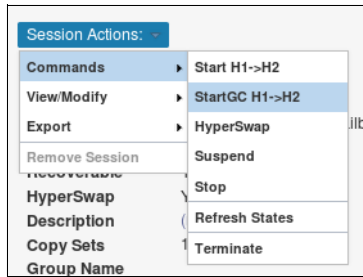 Session Actions:
Commands
View/Modify
Export
Remove Session
Start H1->H2
StartGC H1->H2
HyperSwap
Suspend
Stop
Refresh States
Terminate
HyperSwap
Description (
Copy Sets 1
Group Name